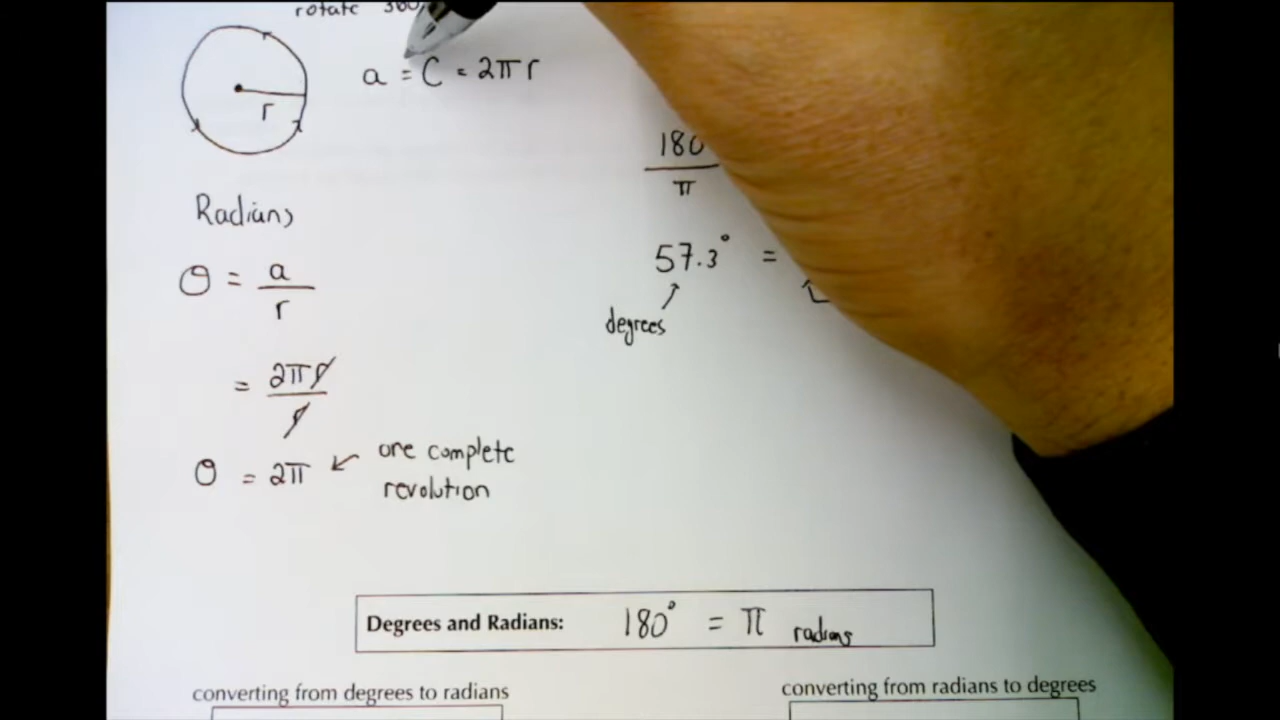 rotate 360
a = C = 2πr
r
Radians
θ = a
r
= 2πr
r
θ = 2π ↙ one complete
revolution
180
π
57.3° =
degrees
Degrees and Radians: 180° = π radians
converting from degrees to radians
converting from radians to degrees